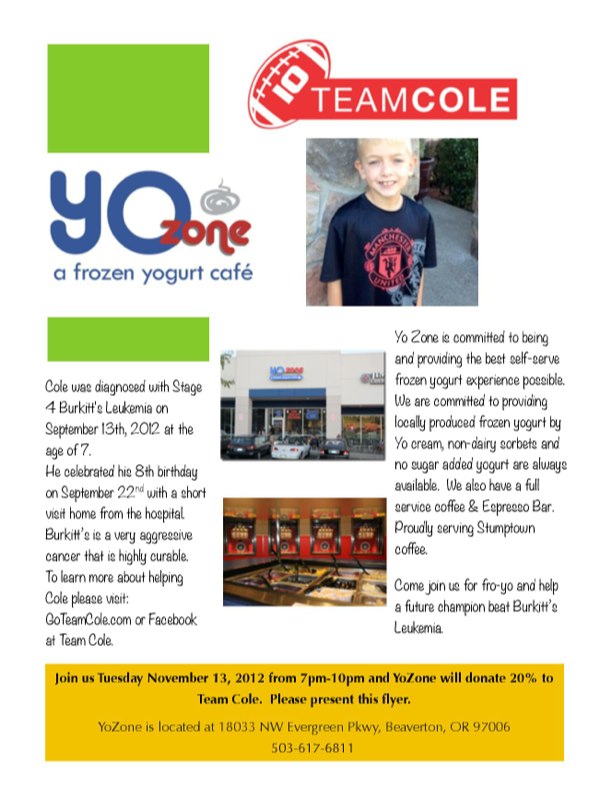 10
TEAMCOLE
YO zone
a frozen yogurt café
MANCHESTER
UNITED
YO zone
Cole was diagnosed with Stage
4 Burkitt's Leukemia on
September 13th, 2012 at the
age of 7.
He celebrated his 8th birthday
on September 22nd with a short
visit home from the hospital.
Burkitt's is a very aggressive
cancer that is highly curable.
To learn more about helping
Cole please visit:
GoTeamCole.com or Facebook
at Team Cole.
Yo Zone is committed to being
and providing the best self-serve
frozen yogurt experience possible.
We are committed to providing
locally produced frozen yogurt by
Yo cream, non-dairy sorbets and
no sugar added yogurt are always
available. We also have a full
service coffee & Espresso Bar.
Proudly serving Stumptown
coffee.
Come join us for fro-yo and help
a future champion beat Burkitt's
Leukemia.
Join us Tuesday November 13, 2012 from 7pm-10pm and YoZone will donate 20% to
Team Cole. Please present this flyer.
YoZone is located at 18033 NW Evergreen Pkwy, Beaverton, OR 97006
503-617-6811